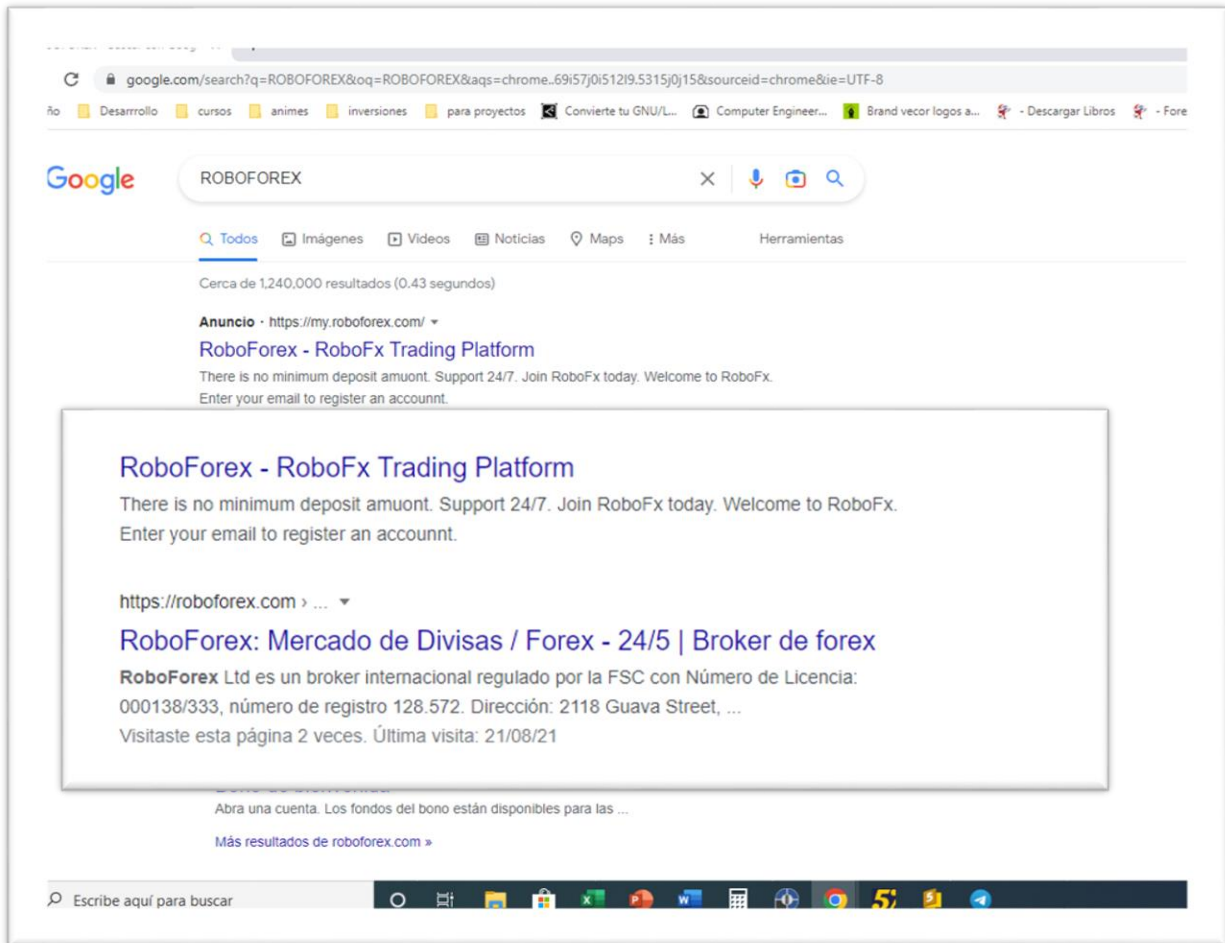 google.com/search?q=ROBOFOREX&oq=ROBOFOREX&aqs=chrome..69i57j0i512l9.5315j0j15&sourceid=chrome&ie=UTF-8
ño Desarrrollo cursos animes inversiones para proyectos Convierte tu GNU/L... Computer Engineer... Brand vecor logos a... - Descargar Libros - Fore
Google ROBOFOREX
Todos Imágenes Videos Noticias Maps Más Herramientas
Cerca de 1,240,000 resultados (0.43 segundos)
Anuncio · https://my.roboforex.com/
RoboForex - RoboFx Trading Platform
There is no minimum deposit amuont. Support 24/7. Join RoboFx today. Welcome to RoboFx.
Enter your email to register an accounnt.
RoboForex - RoboFx Trading Platform
There is no minimum deposit amuont. Support 24/7. Join RoboFx today. Welcome to RoboFx.
Enter your email to register an accounnt.
https://roboforex.com › ...
RoboForex: Mercado de Divisas / Forex - 24/5 | Broker de forex
RoboForex Ltd es un broker internacional regulado por la FSC con Número de Licencia:
000138/333, número de registro 128.572. Dirección: 2118 Guava Street, ...
Visitaste esta página 2 veces. Última visita: 21/08/21
Abra una cuenta. Los fondos del bono están disponibles para las ...
Más resultados de roboforex.com »
Escribe aquí para buscar